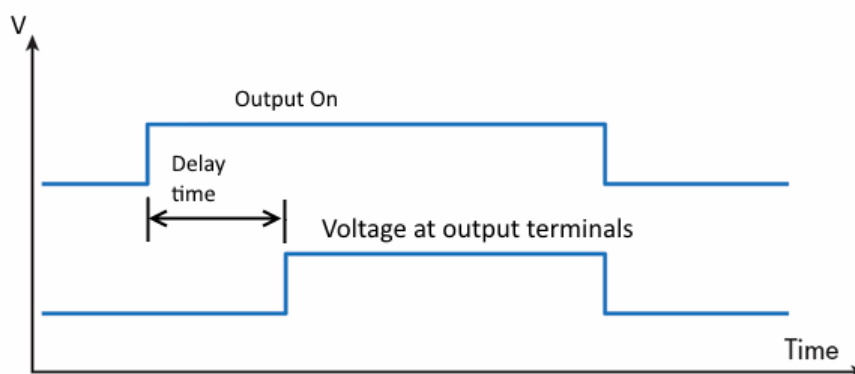 V
Output On
Delay
time
Voltage at output terminals
Time